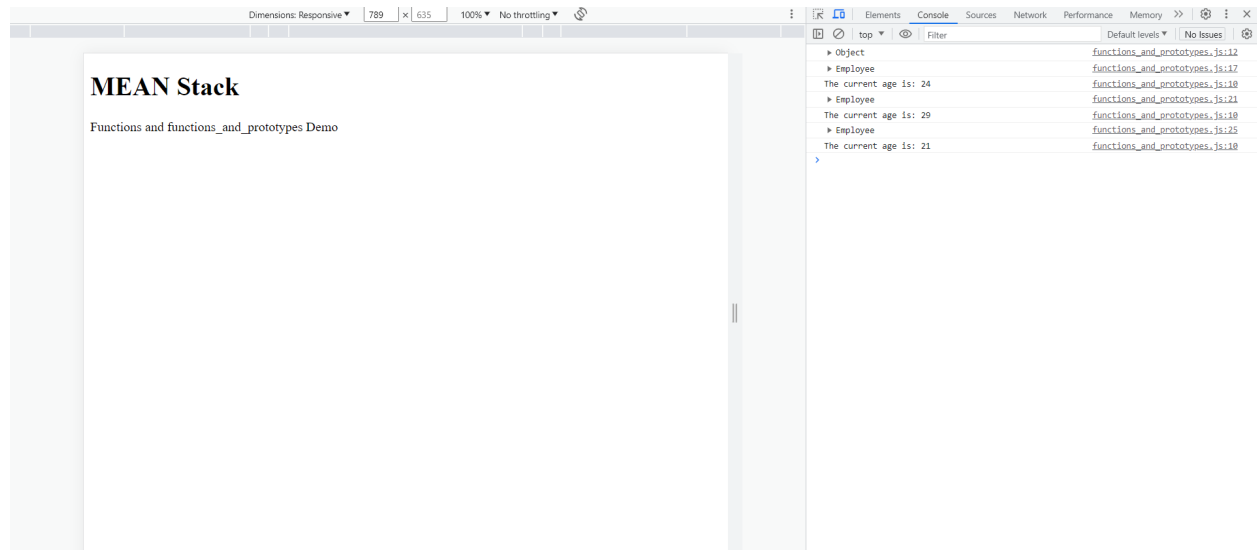 Dimensions: Responsive ▼ 789 × 635 100% ▼ No throttling ▼
Elements Console Sources Network Performance Memory
top ▼ Filter Default levels ▼ No Issues
▶ Object functions_and_prototypes.js:12
▶ Employee functions_and_prototypes.js:17
The current age is: 24 functions_and_prototypes.js:10
▶ Employee functions_and_prototypes.js:21
The current age is: 29 functions_and_prototypes.js:10
▶ Employee functions_and_prototypes.js:25
The current age is: 21 functions_and_prototypes.js:10
MEAN Stack
Functions and functions_and_prototypes Demo